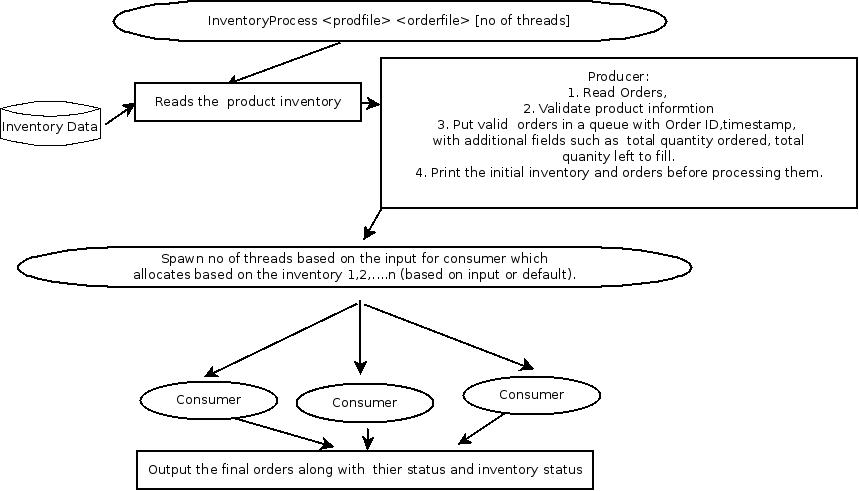 InventoryProcess <prodfile> <orderfile> [no of threads]
Reads the product inventory
Inventory Data
Producer:
1. Read Orders,
2. Validate product informtion
3. Put valid orders in a queue with Order ID,timestamp,
with additional fields such as total quantity ordered, total
quanity left to fill.
4. Print the initial inventory and orders before processing them.
Spawn no of threads based on the input for consumer which
allocates based on the inventory 1,2,....n (based on input or default).
Consumer
Consumer
Consumer
Output the final orders along with thier status and inventory status